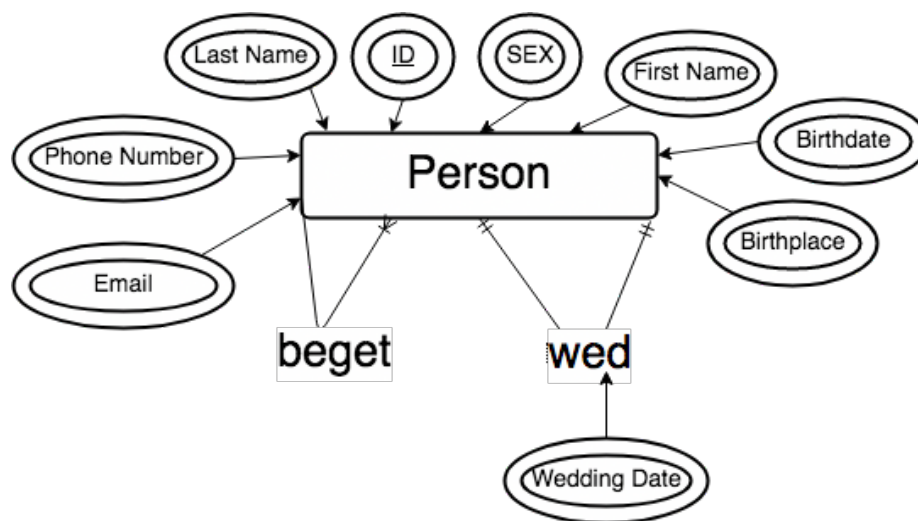 Last Name
ID
SEX
First Name
Phone Number
Person
Birthdate
Birthplace
Email
beget
wed
Wedding Date